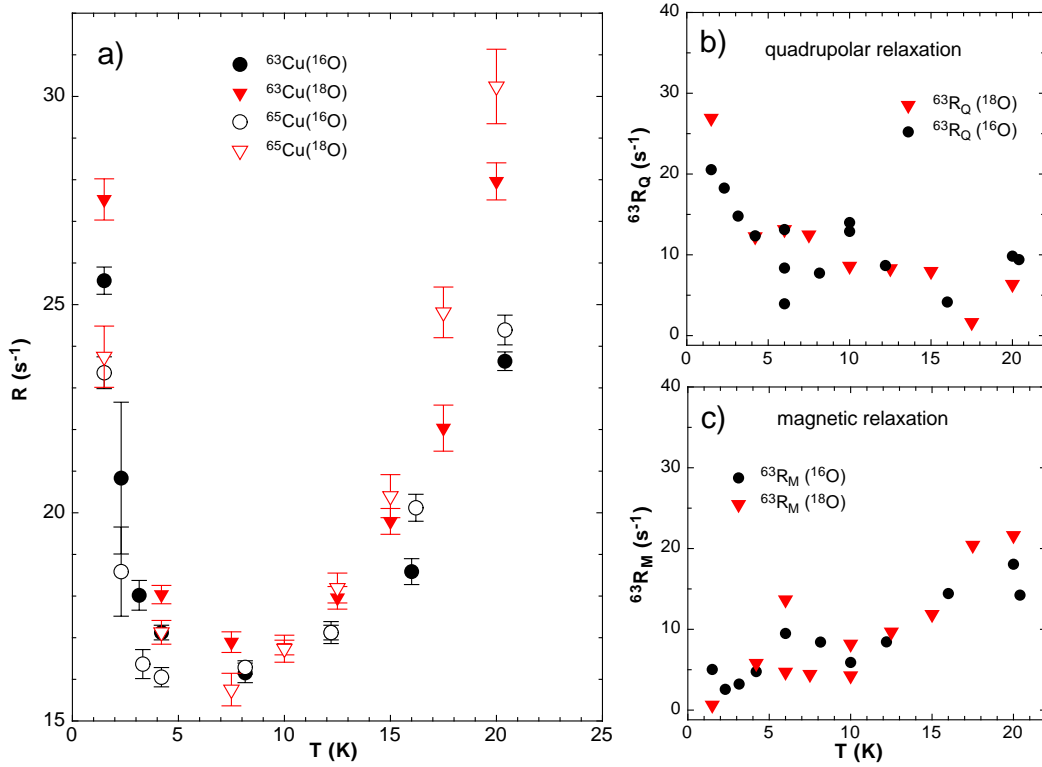 a)
⁶³Cu(¹⁶O)
⁶³Cu(¹⁸O)
⁶⁵Cu(¹⁶O)
⁶⁵Cu(¹⁸O)
R (s⁻¹)
30
25
20
15
0
5
10
15
20
25
T (K)
b)
quadrupolar relaxation
⁶³R_Q (¹⁸O)
⁶³R_Q (¹⁶O)
⁶³R_Q (s⁻¹)
40
30
20
10
0
0
5
10
15
20
c)
magnetic relaxation
⁶³R_M (¹⁶O)
⁶³R_M (¹⁸O)
⁶³R_M (s⁻¹)
40
30
20
10
0
0
5
10
15
20
T (K)